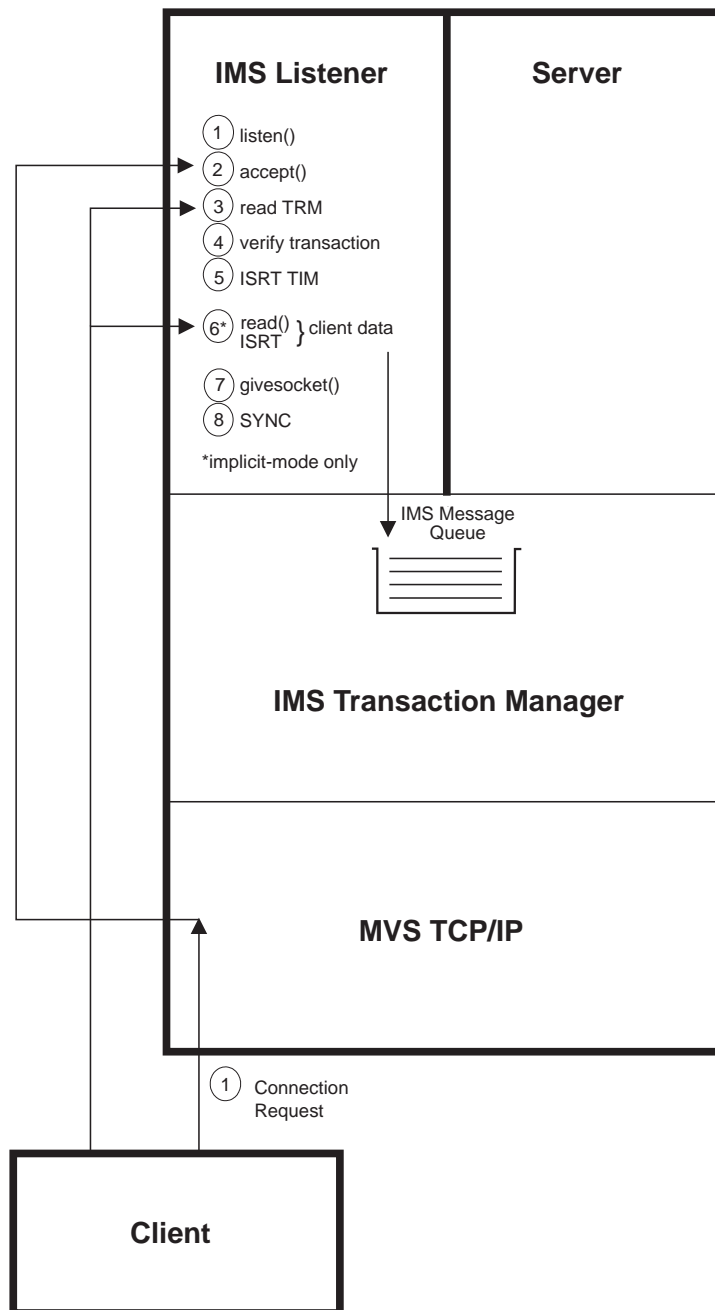 IMS Listener
Server
1 listen()
2 accept()
3 read TRM
4 verify transaction
5 ISRT TIM
6* read() } client data
ISRT
7 givesocket()
8 SYNC
*implicit-mode only
IMS Message
Queue
IMS Transaction Manager
MVS TCP/IP
1 Connection
Request
Client